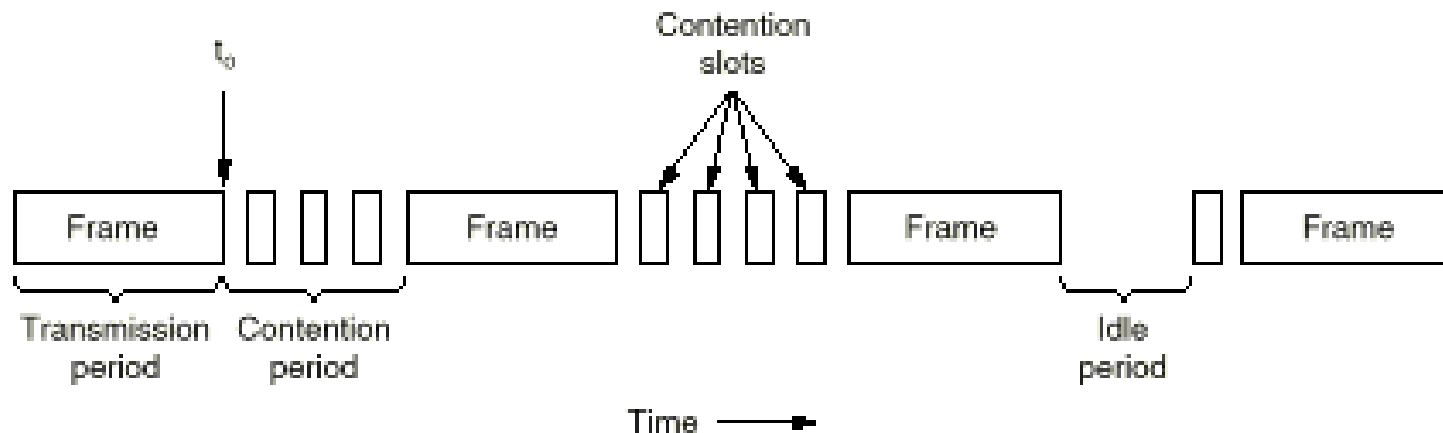 Contention
slots
t₀
Frame
Frame
Frame
Frame
Transmission
period
Contention
period
Idle
period
Time